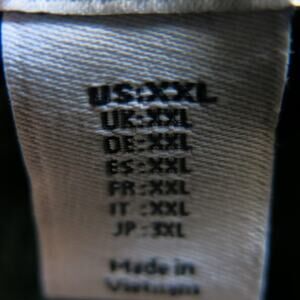 US:XXL
UK:XXL
DE:XXL
ES:XXL
FR:XXL
IT :XXL
JP :3XL
Made in
Vietnam